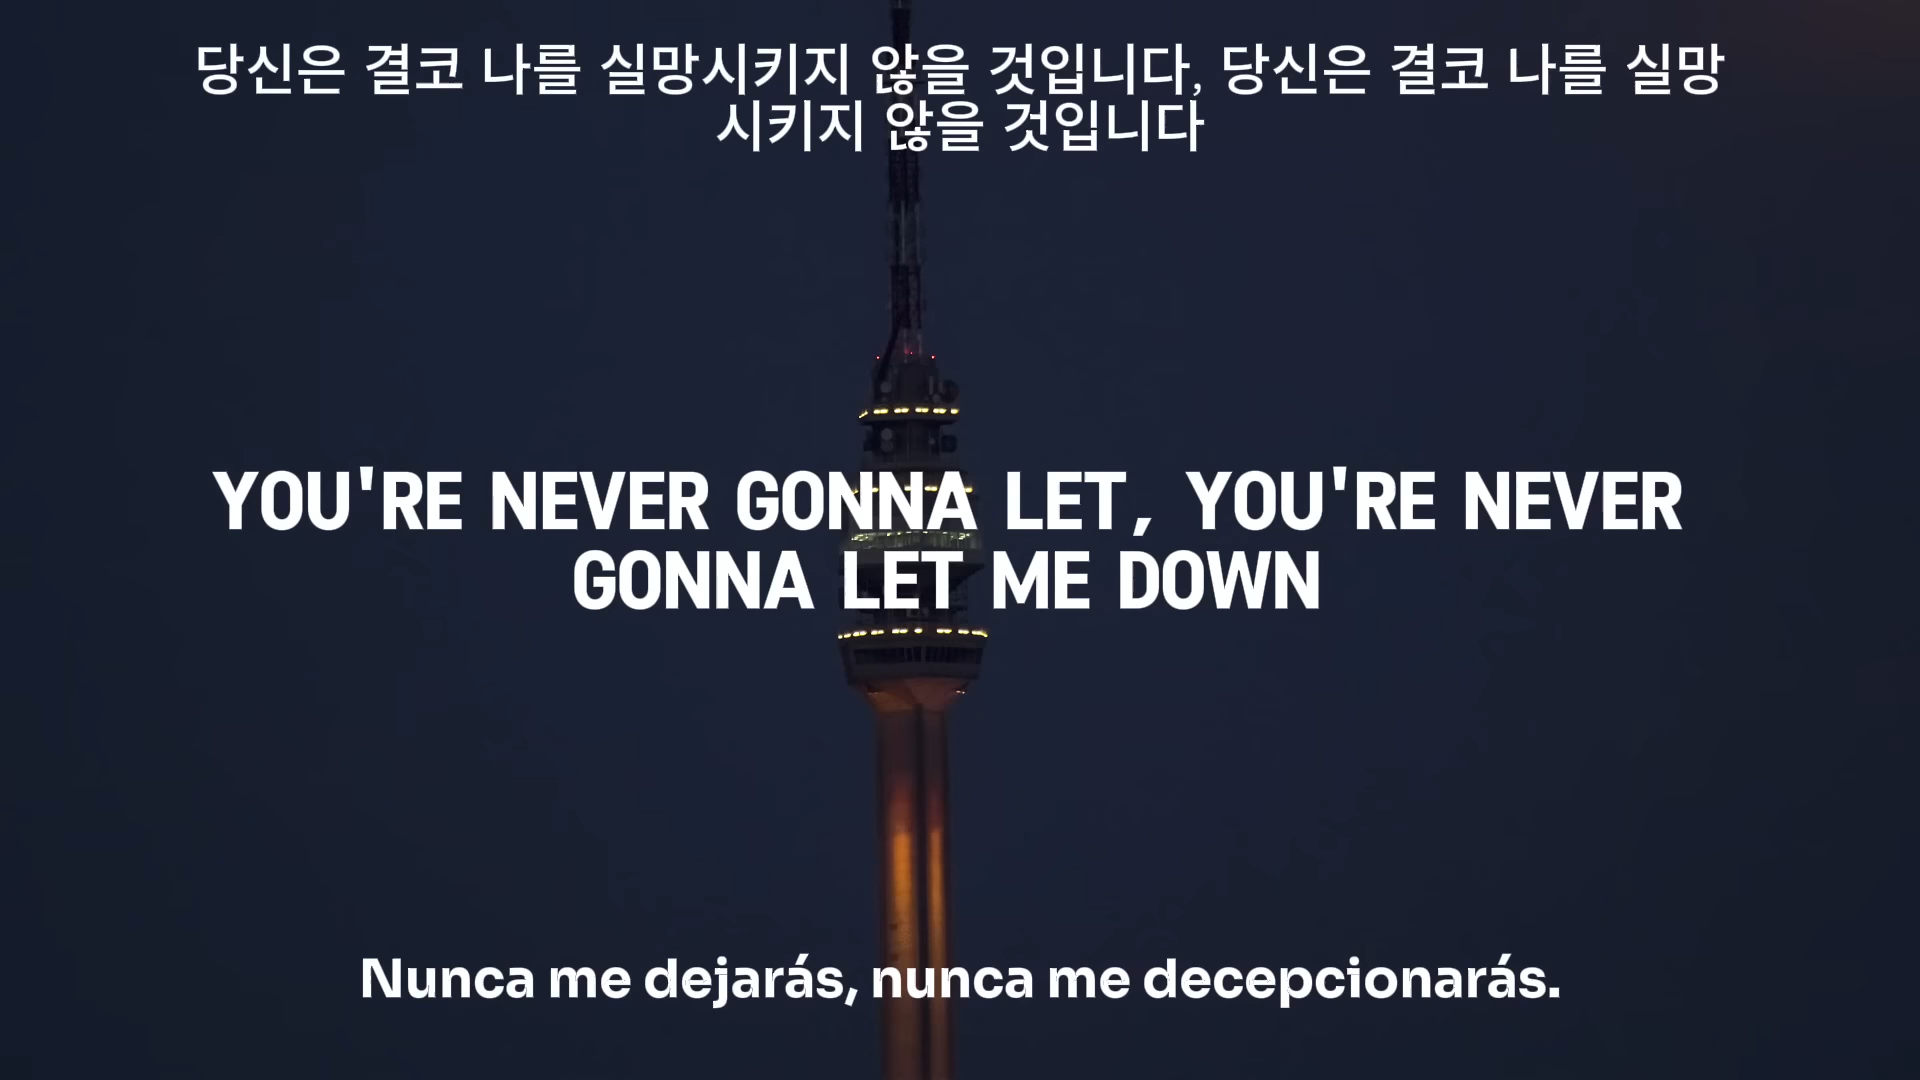 당신은 결코 나를 실망시키지 않을 것입니다, 당신은 결코 나를 실망
시키지 않을 것입니다
YOU'RE NEVER GONNA LET, YOU'RE NEVER
GONNA LET ME DOWN
Nunca me dejarás, nunca me decepcionarás.